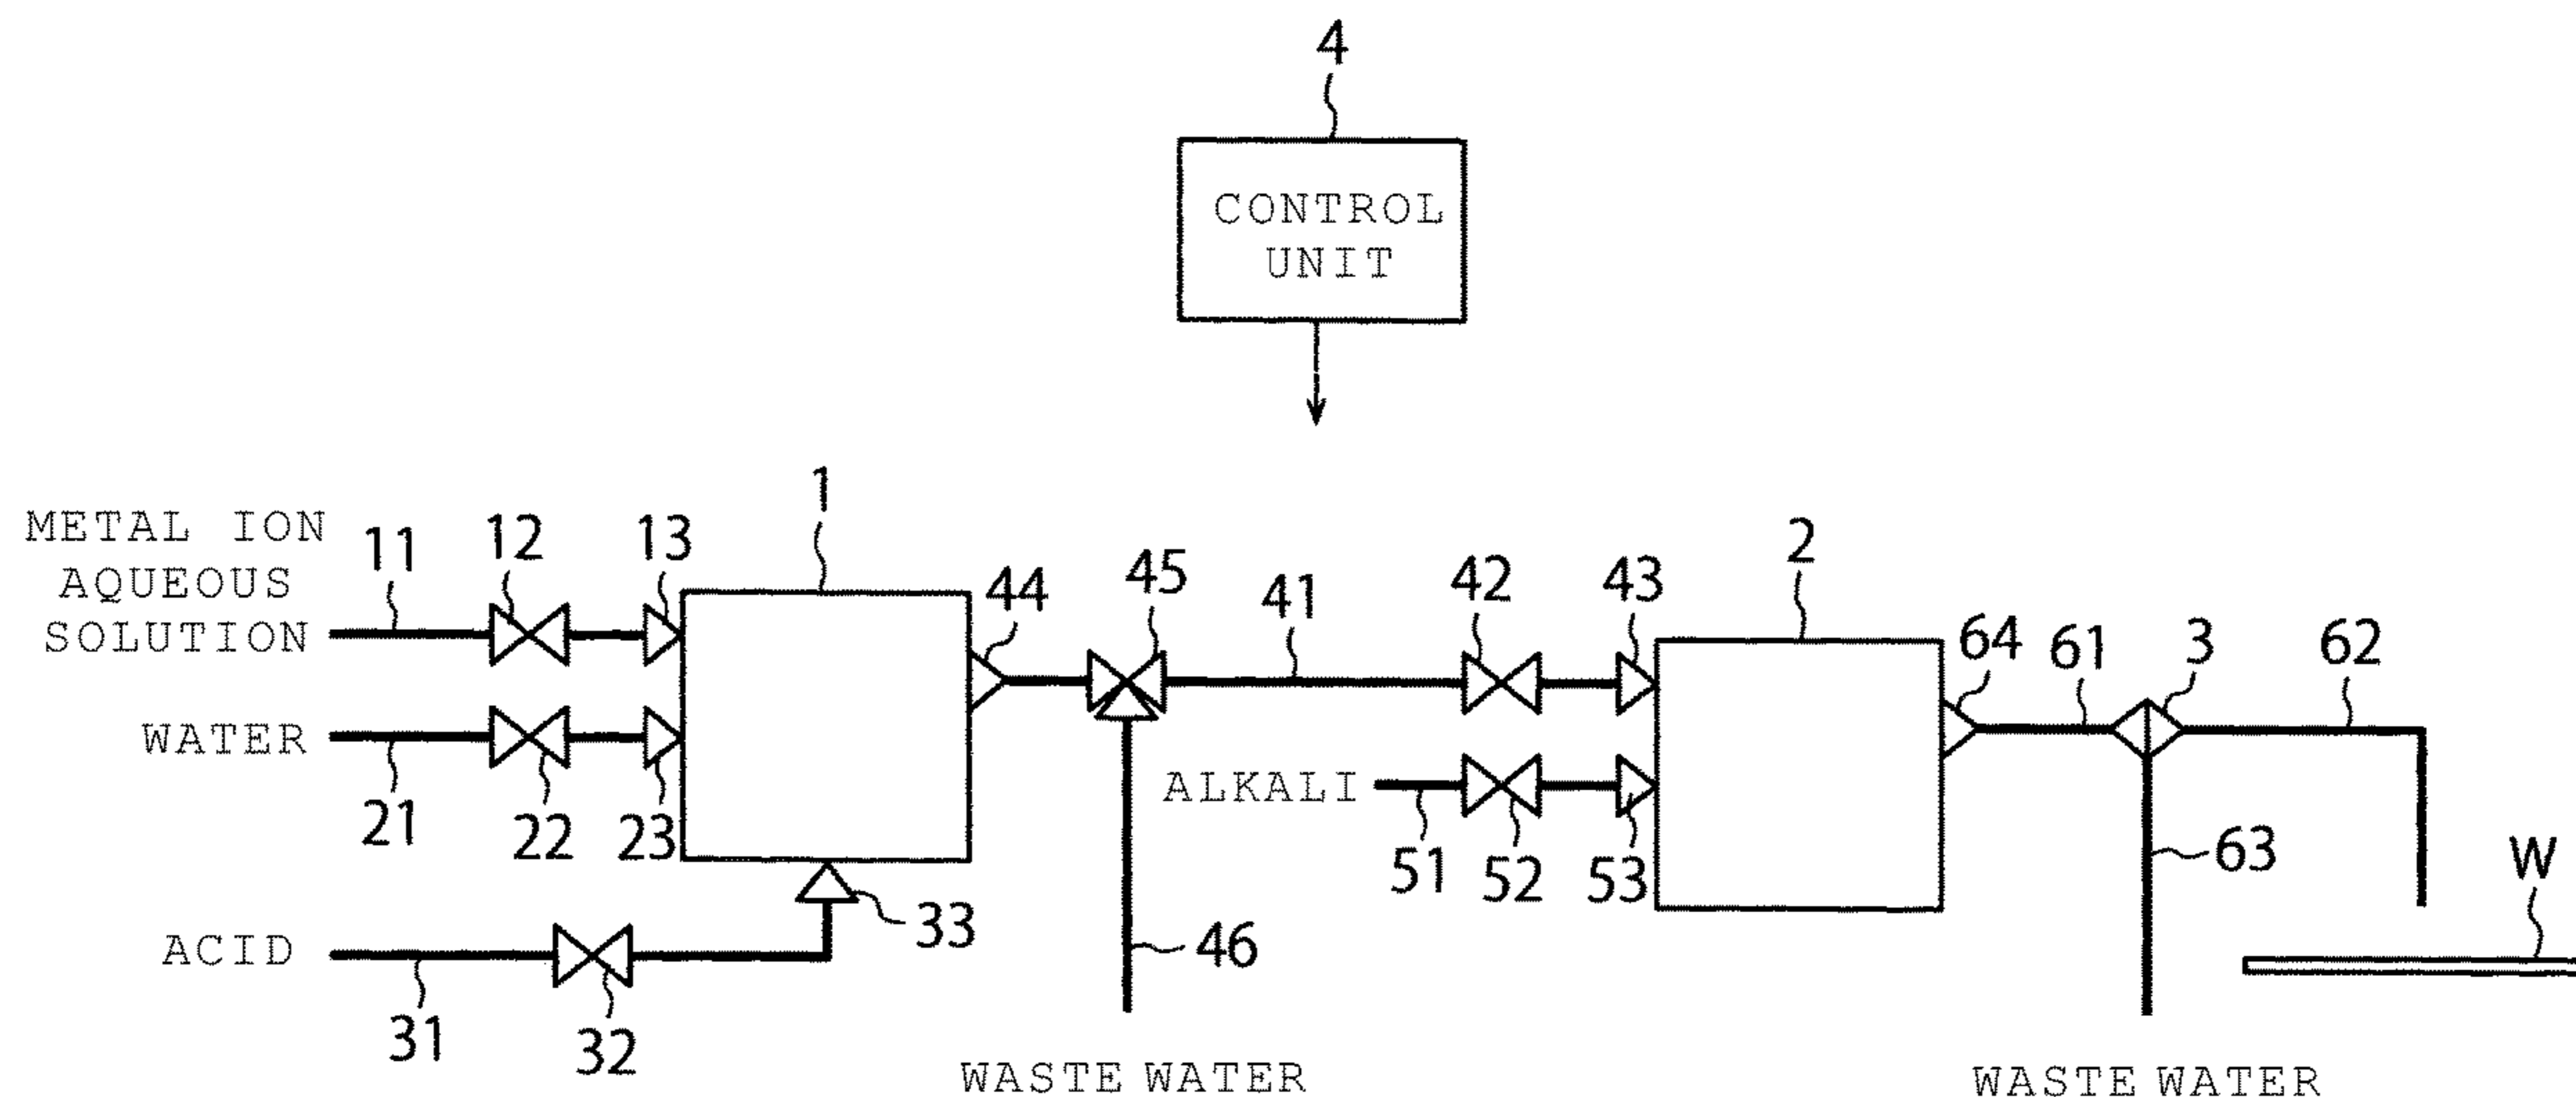 4
CONTROL
UNIT
1
METAL ION
AQUEOUS
SOLUTION
11
12
13
44
45
41
42
43
2
64
61
3
62
WATER
21
22
23
ALKALI
51
52
53
63
W
ACID
31
32
33
46
WASTE WATER
WASTE WATER